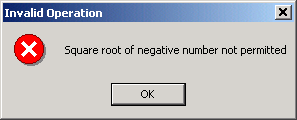 Invalid Operation
Square root of negative number not permitted
OK